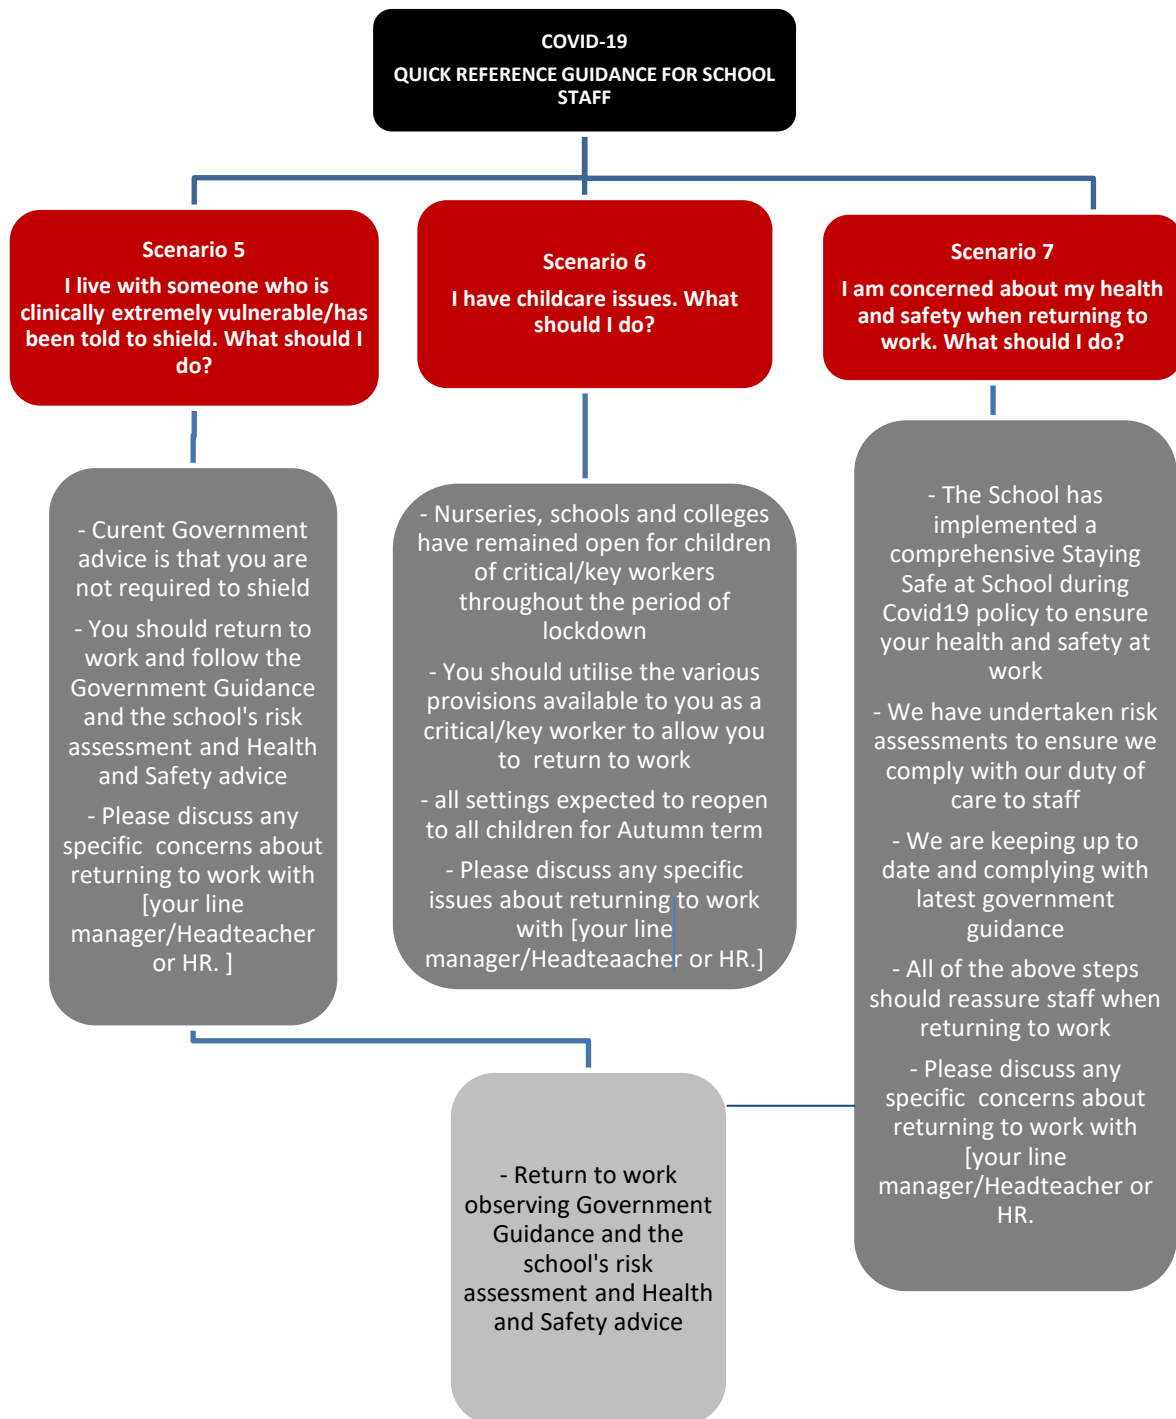 COVID-19
QUICK REFERENCE GUIDANCE FOR SCHOOL
STAFF
Scenario 5
I live with someone who is
clinically extremely vulnerable/has
been told to shield. What should I
do?
Scenario 6
I have childcare issues. What
should I do?
Scenario 7
I am concerned about my health
and safety when returning to
work. What should I do?
- Curent Government
advice is that you are
not required to shield
- You should return to
work and follow the
Government Guidance
and the school's risk
assessment and Health
and Safety advice
- Please discuss any
specific  concerns about
returning to work with
[your line
manager/Headteacher
or HR. ]
- Nurseries, schools and colleges
have remained open for children
of critical/key workers
throughout the period of
lockdown
- You should utilise the various
provisions available to you as a
critical/key worker to allow you
to  return to work
- all settings expected to reopen
to all children for Autumn term
- Please discuss any specific
issues about returning to work
with [your line
manager/Headteaacher or HR.]
- The School has
implemented a
comprehensive Staying
Safe at School during
Covid19 policy to ensure
your health and safety at
work
- We have undertaken risk
assessments to ensure we
comply with our duty of
care to staff
- We are keeping up to
date and complying with
latest government
guidance
- All of the above steps
should reassure staff when
returning to work
- Please discuss any
specific  concerns about
returning to work with
[your line
manager/Headteacher or
HR.
- Return to work
observing Government
Guidance and the
school's risk
assessment and Health
and Safety advice